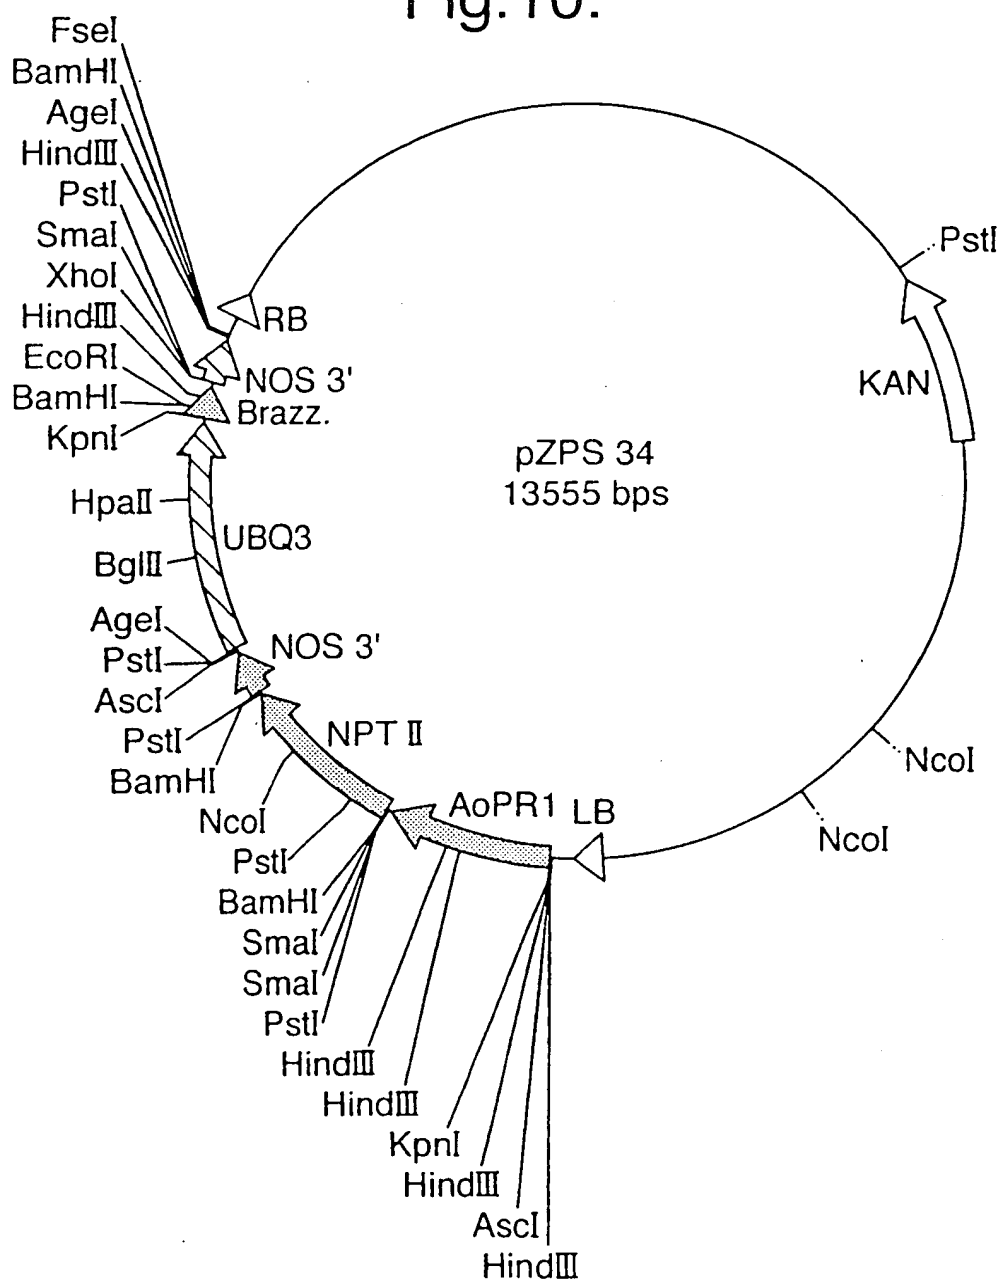 Fig.10.
FseI
BamHI
AgeI
HindIII
PstI
SmaI
XhoI
HindIII
EcoRI
BamHI
KpnI
HpaII
BglII
AgeI
PstI
AscI
PstI
BamHI
NcoI
PstI
BamHI
SmaI
SmaI
PstI
HindIII
HindIII
KpnI
HindIII
AscI
HindIII
RB
NOS 3'
Brazz.
UBQ3
NOS 3'
NPT II
AoPR1
LB
pZPS 34
13555 bps
PstI
KAN
NcoI
NcoI